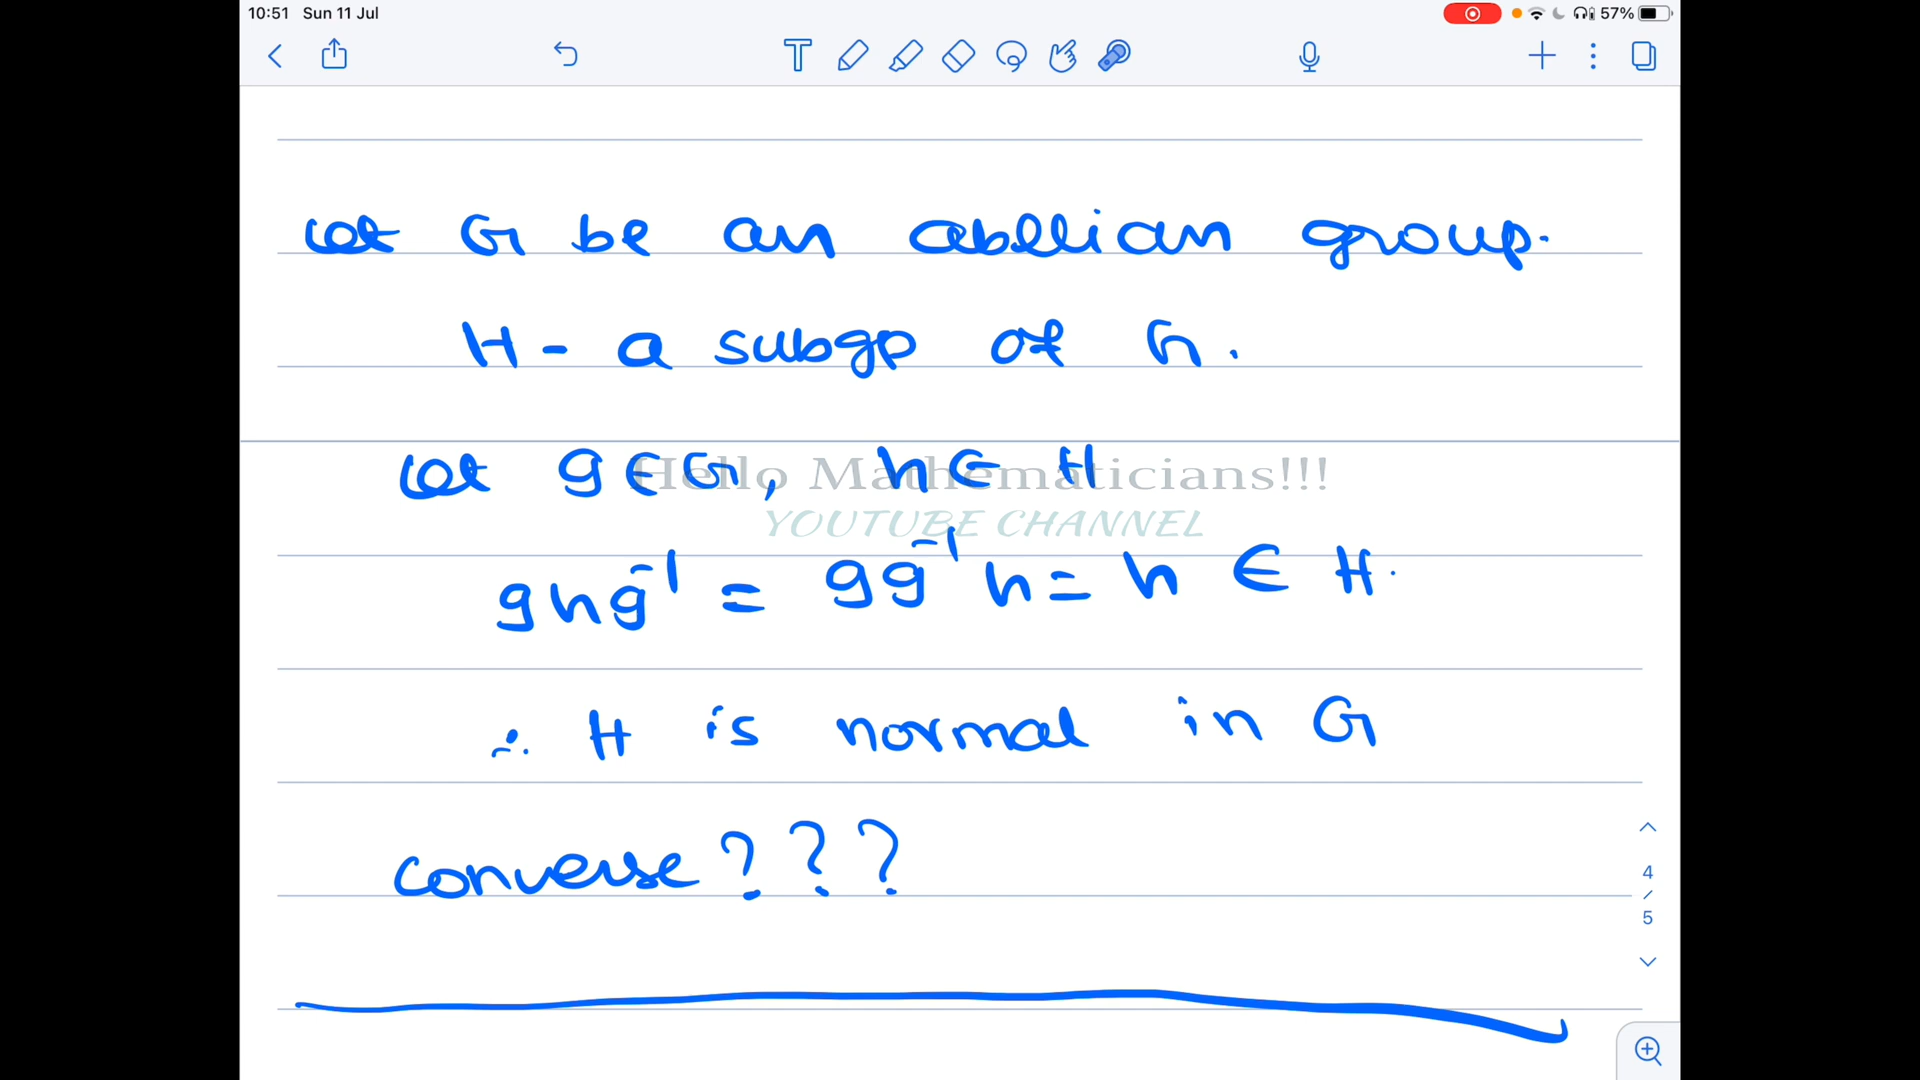 10:51 Sun 11 Jul 57%
Let G be an abelian group.
H - a subgp of G.
Let g ∈ G, h ∈ H
Hello Mathematicians!!!
YOUTUBE CHANNEL
ghg⁻¹ = gg⁻¹h = h ∈ H.
∴ H is normal in G
converse ???
4
/
5